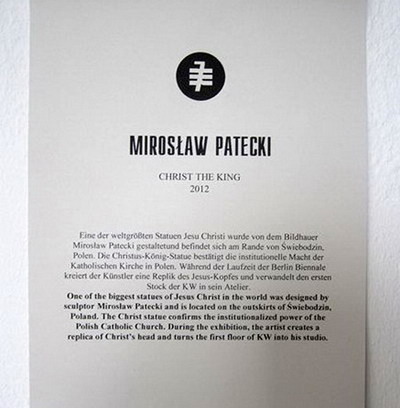 MIROSŁAW PATECKI
CHRIST THE KING
2012
Eine der weltgrößten Statuen Jesu Christi wurde von dem Bildhauer
Mirosław Patecki gestaltetund befindet sich am Rande von Świebodzin,
Polen. Die Christus-König-Statue bestätigt die institutionelle Macht der
Katholischen Kirche in Polen. Während der Laufzeit der Berlin Biennale
kreiert der Künstler eine Replik des Jesus-Kopfes und verwandelt den ersten
Stock der KW in sein Atelier.
One of the biggest statues of Jesus Christ in the world was designed by
sculptor Mirosław Patecki and is located on the outskirts of Świebodzin,
Poland. The Christ statue confirms the institutionalized power of the
Polish Catholic Church. During the exhibition, the artist creates a
replica of Christ's head and turns the first floor of KW into his studio.